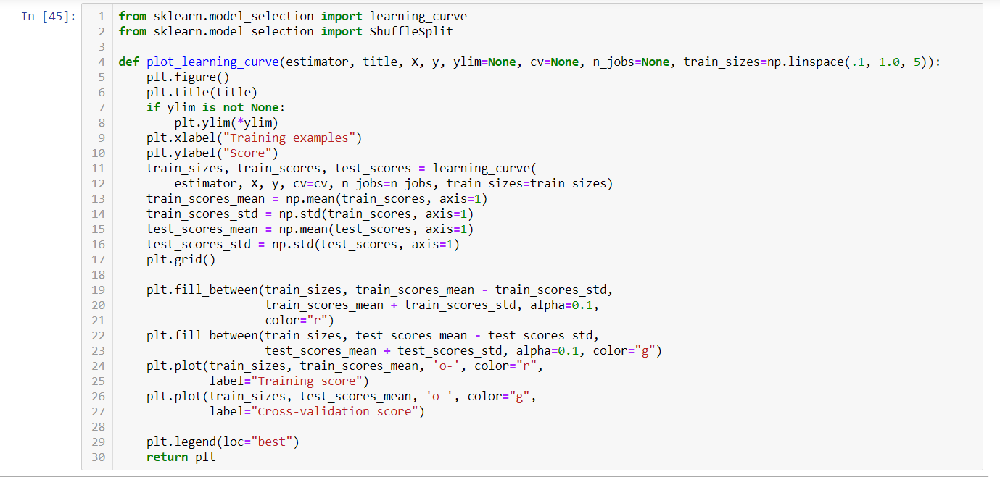 In [45]:
1 from sklearn.model_selection import learning_curve
2 from sklearn.model_selection import ShuffleSplit
3
4 def plot_learning_curve(estimator, title, X, y, ylim=None, cv=None, n_jobs=None, train_sizes=np.linspace(.1, 1.0, 5)):
5     plt.figure()
6     plt.title(title)
7     if ylim is not None:
8         plt.ylim(*ylim)
9     plt.xlabel("Training examples")
10     plt.ylabel("Score")
11     train_sizes, train_scores, test_scores = learning_curve(
12         estimator, X, y, cv=cv, n_jobs=n_jobs, train_sizes=train_sizes)
13     train_scores_mean = np.mean(train_scores, axis=1)
14     train_scores_std = np.std(train_scores, axis=1)
15     test_scores_mean = np.mean(test_scores, axis=1)
16     test_scores_std = np.std(test_scores, axis=1)
17     plt.grid()
18
19     plt.fill_between(train_sizes, train_scores_mean - train_scores_std,
20                      train_scores_mean + train_scores_std, alpha=0.1,
21                      color="r")
22     plt.fill_between(train_sizes, test_scores_mean - test_scores_std,
23                      test_scores_mean + test_scores_std, alpha=0.1, color="g")
24     plt.plot(train_sizes, train_scores_mean, 'o-', color="r",
25              label="Training score")
26     plt.plot(train_sizes, test_scores_mean, 'o-', color="g",
27              label="Cross-validation score")
28
29     plt.legend(loc="best")
30     return plt